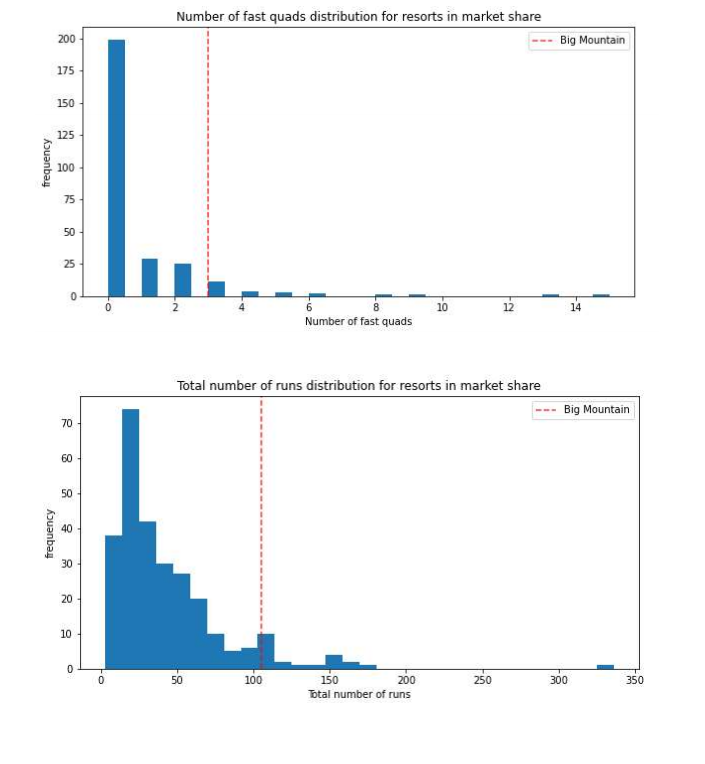 Number of fast quads distribution for resorts in market share
Big Mountain
200
175
150
125
100
75
50
25
0
frequency
0 2 4 6 8 10 12 14
Number of fast quads
Total number of runs distribution for resorts in market share
Big Mountain
70
60
50
40
30
20
10
0
frequency
0 50 100 150 200 250 300 350
Total number of runs